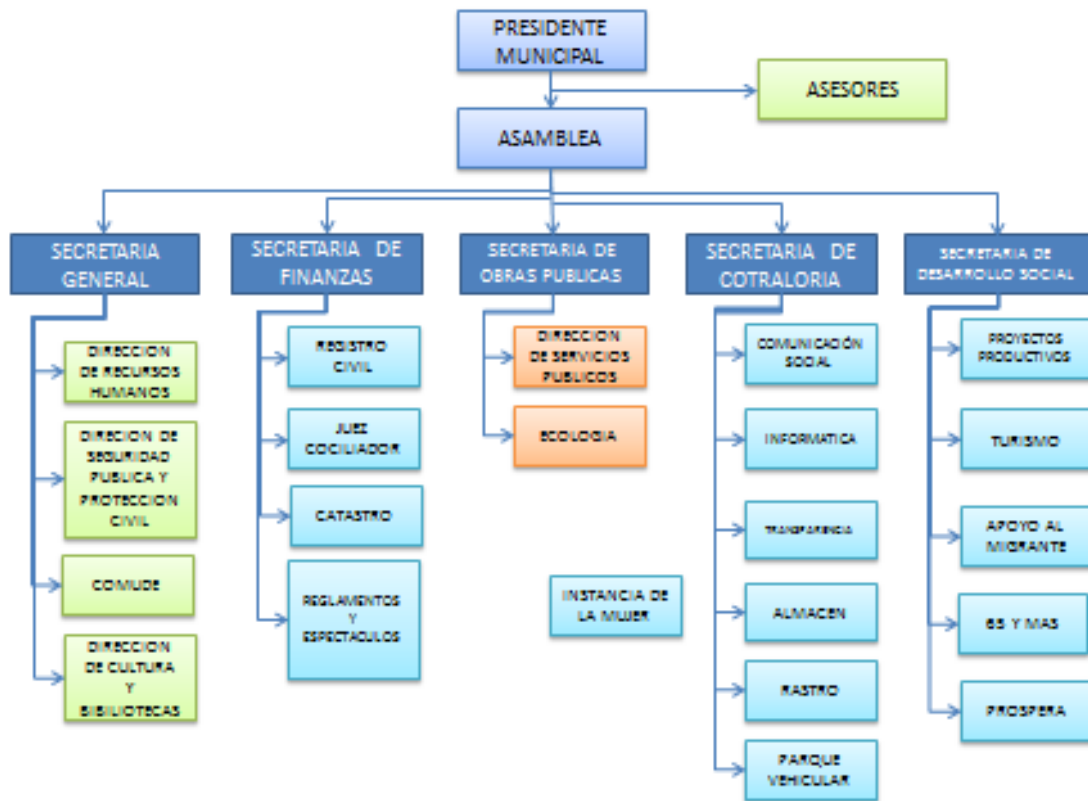 PRESIDENTE
MUNICIPAL
ASESORES
ASAMBLEA
SECRETARIA
GENERAL
SECRETARIA DE
FINANZAS
SECRETARIA DE
OBRAS PUBLICAS
SECRETARIA DE
COTRALORIA
SECRETARIA DE
DESARROLLO SOCIAL
DIRECCION
DE RECURSOS
HUMANOS
DIRECION DE
SEGURIDAD
PUBLICA Y
PROTECCION
CIVIL
COMUDE
DIRECCION
DE CULTURA
Y
BIBILIOTECAS
REGISTRO
CIVIL
JUEZ
COCILIADOR
CATASTRO
REGLAMENTOS
Y
ESPECTACULOS
DIRECCION
DE SERVICIOS
PUBLICOS
ECOLOGIA
INSTANCIA DE
LA MUJER
COMUNICACIÓN
SOCIAL
INFORMATICA
TRANSPARENCIA
ALMACEN
RASTRO
PARQUE
VEHICULAR
PROYECTOS
PRODUCTIVOS
TURISMO
APOYO AL
MIGRANTE
65 Y MAS
PROSPERA